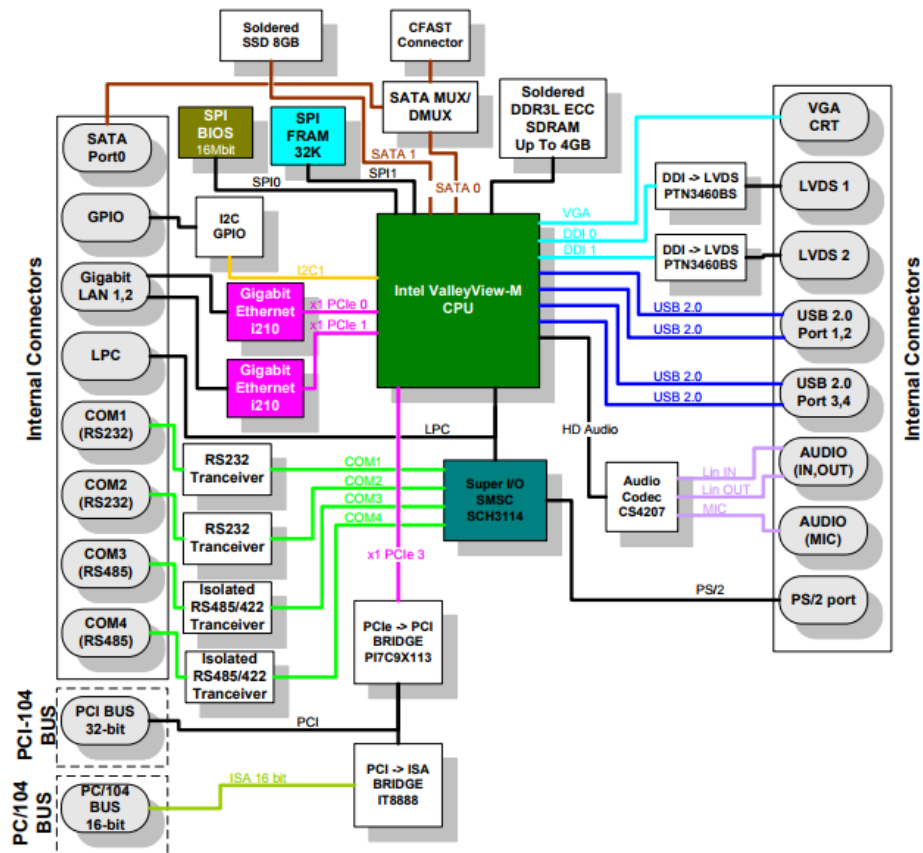 Soldered
SSD 8GB
CFAST
Connector
SATA MUX/
DMUX
Soldered
DDR3L ECC
SDRAM
Up To 4GB
SPI
BIOS
16Mbit
SPI
FRAM
32K
SATA 1
SATA 0
SPI0
SPI1
Internal Connectors
SATA
Port0
GPIO
Gigabit
LAN 1,2
LPC
COM1
(RS232)
COM2
(RS232)
COM3
(RS485)
COM4
(RS485)
I2C
GPIO
I2C1
Gigabit
Ethernet
i210
x1 PCIe 0
x1 PCIe 1
Gigabit
Ethernet
i210
Intel ValleyView-M
CPU
VGA
DDI 0
DDI 1
DDI -> LVDS
PTN3460BS
DDI -> LVDS
PTN3460BS
USB 2.0
USB 2.0
USB 2.0
USB 2.0
HD Audio
LPC
RS232
Tranceiver
RS232
Tranceiver
Isolated
RS485/422
Tranceiver
Isolated
RS485/422
Tranceiver
COM1
COM2
COM3
COM4
Super I/O
SMSC
SCH3114
x1 PCIe 3
Audio
Codec
CS4207
Lin IN
Lin OUT
MIC
PS/2
Internal Connectors
VGA
CRT
LVDS 1
LVDS 2
USB 2.0
Port 1,2
USB 2.0
Port 3,4
AUDIO
(IN,OUT)
AUDIO
(MIC)
PS/2 port
PCIe -> PCI
BRIDGE
PI7C9X113
PCI-104
BUS
PCI BUS
32-bit
PCI
PCI -> ISA
BRIDGE
IT8888
PC/104
BUS
PC/104
BUS
16-bit
ISA 16 bit